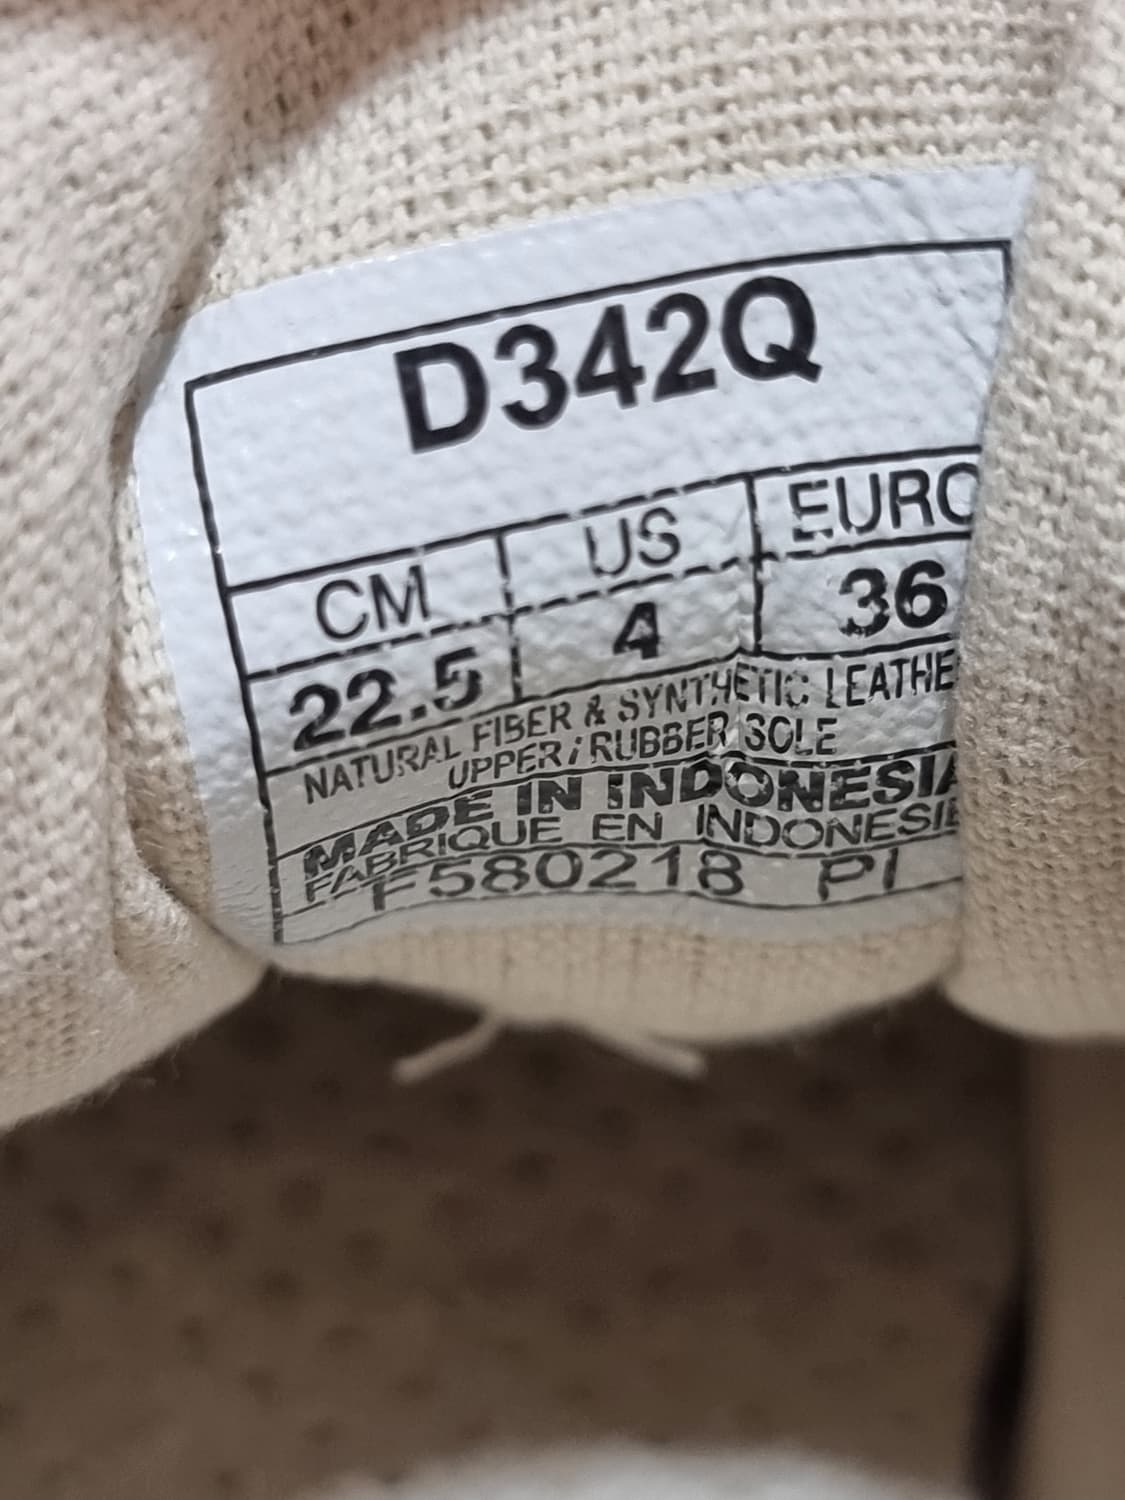 D342Q
CM US EURO
22.5 4 36
NATURAL FIBER & SYNTHETIC LEATHE
UPPER / RUBBER SOLE
MADE IN INDONESIA
FABRIQUE EN INDONESIE
F580218 PI